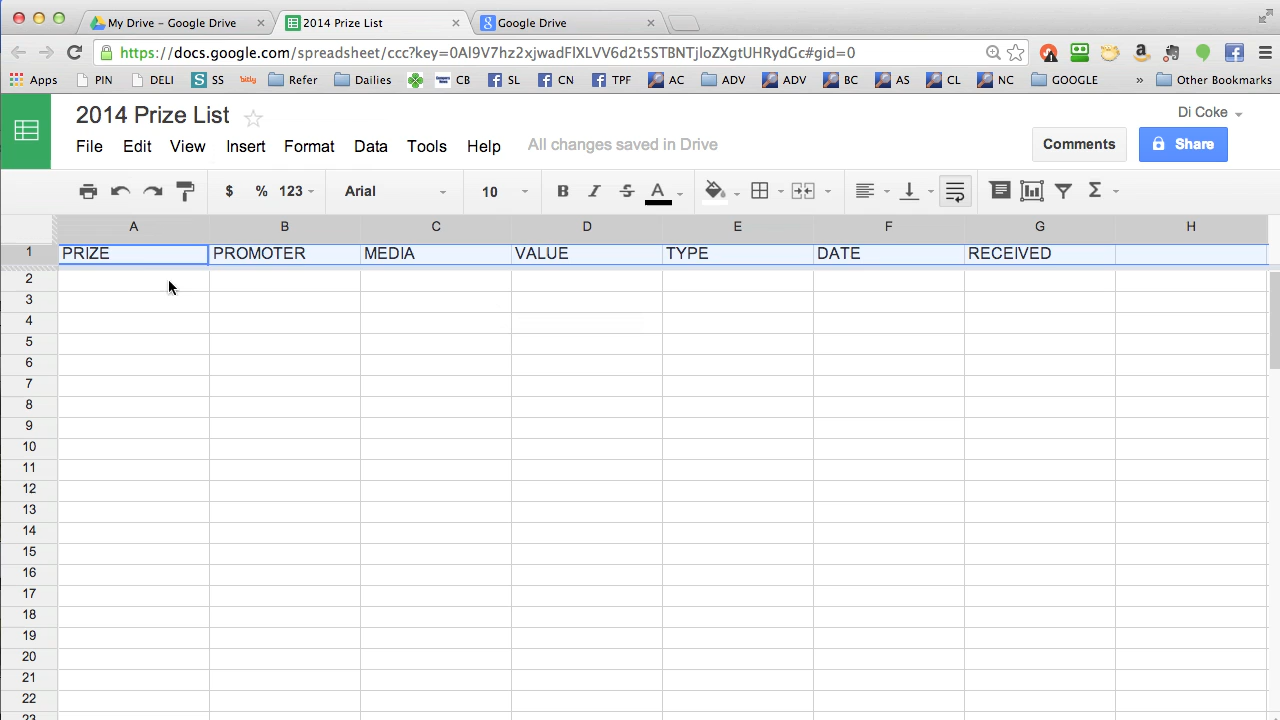 My Drive – Google Drive
2014 Prize List
Google Drive
https://docs.google.com/spreadsheet/ccc?key=0Al9V7hz2xjwadFlXLVV6d2t5STBNTjloZXgtUHRydGc#gid=0
Apps PIN DELI SS bitly Refer Dailies CB SL CN TPF AC ADV ADV BC AS CL NC GOOGLE » Other Bookmarks
2014 Prize List
Di Coke
File Edit View Insert Format Data Tools Help All changes saved in Drive
Comments Share
$ % 123 Arial 10 B I S A Σ
A B C D E F G H
1 PRIZE PROMOTER MEDIA VALUE TYPE DATE RECEIVED
2
3
4
5
6
7
8
9
10
11
12
13
14
15
16
17
18
19
20
21
22
23